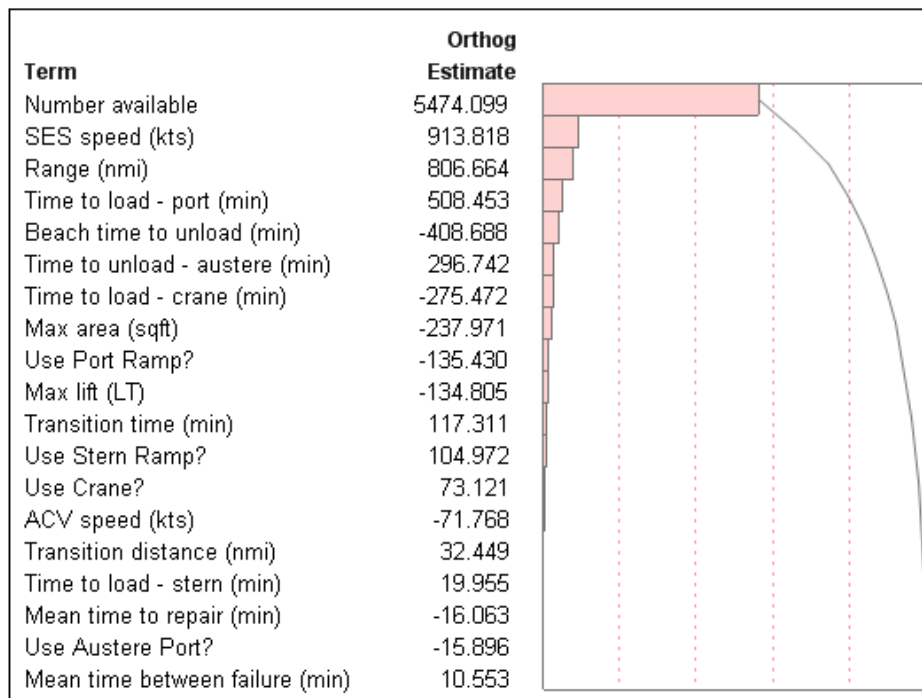 Orthog
Term Estimate
Number available 5474.099
SES speed (kts) 913.818
Range (nmi) 806.664
Time to load - port (min) 508.453
Beach time to unload (min) -408.688
Time to unload - austere (min) 296.742
Time to load - crane (min) -275.472
Max area (sqft) -237.971
Use Port Ramp? -135.430
Max lift (LT) -134.805
Transition time (min) 117.311
Use Stern Ramp? 104.972
Use Crane? 73.121
ACV speed (kts) -71.768
Transition distance (nmi) 32.449
Time to load - stern (min) 19.955
Mean time to repair (min) -16.063
Use Austere Port? -15.896
Mean time between failure (min) 10.553